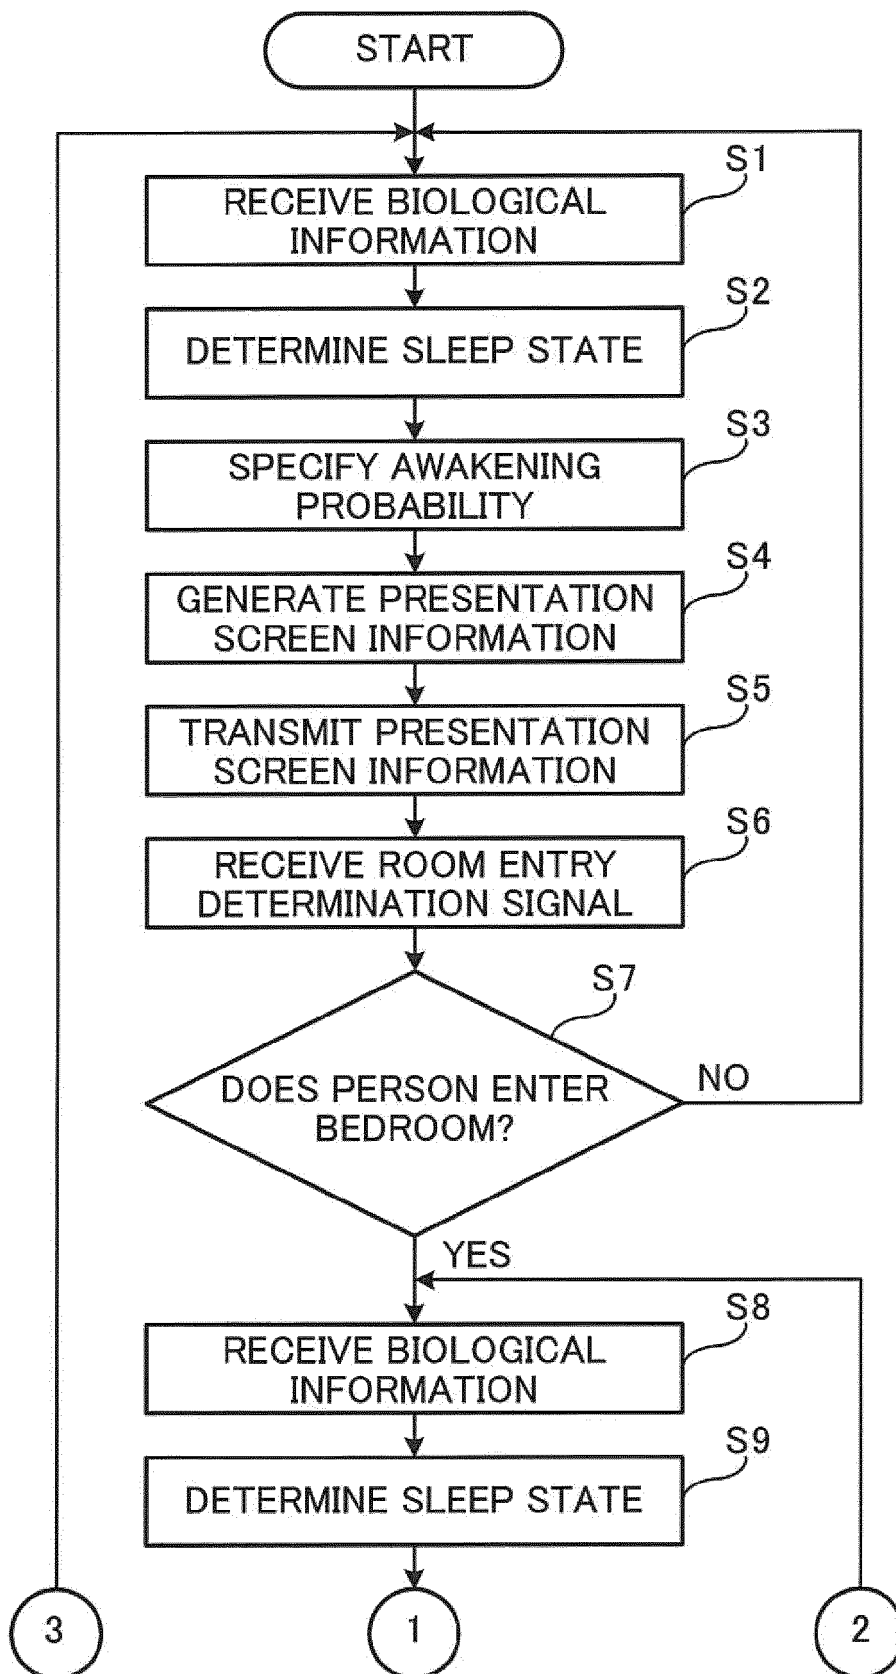 START
S1
RECEIVE BIOLOGICAL
INFORMATION
S2
DETERMINE SLEEP STATE
S3
SPECIFY AWAKENING
PROBABILITY
S4
GENERATE PRESENTATION
SCREEN INFORMATION
S5
TRANSMIT PRESENTATION
SCREEN INFORMATION
S6
RECEIVE ROOM ENTRY
DETERMINATION SIGNAL
S7
DOES PERSON ENTER
BEDROOM?
NO
YES
S8
RECEIVE BIOLOGICAL
INFORMATION
S9
DETERMINE SLEEP STATE
3
1
2